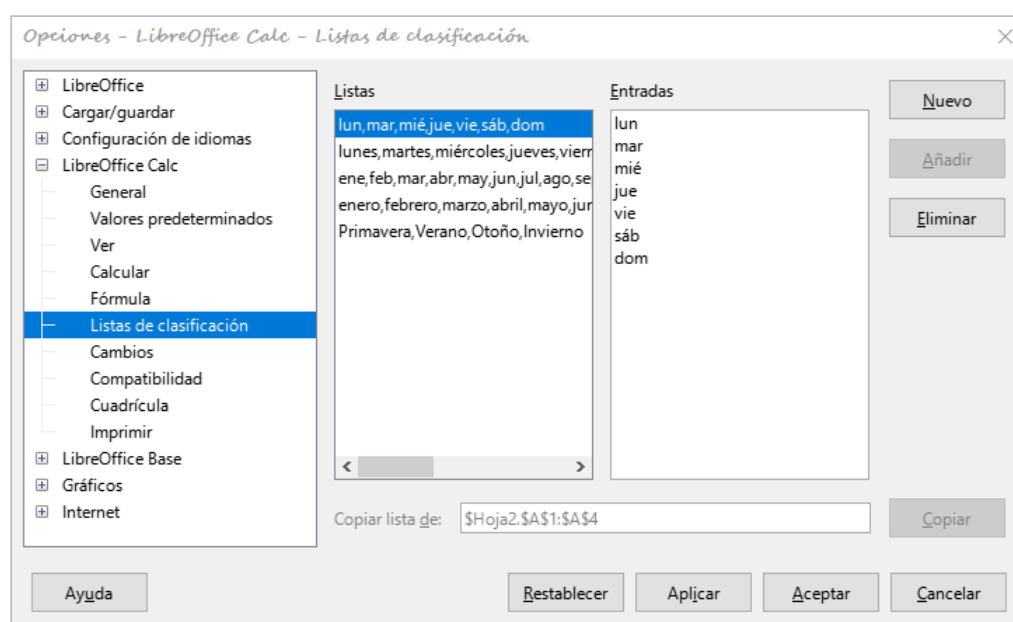 Opciones - LibreOffice Calc - Listas de clasificación
LibreOffice
Cargar/guardar
Configuración de idiomas
LibreOffice Calc
General
Valores predeterminados
Ver
Calcular
Fórmula
Listas de clasificación
Cambios
Compatibilidad
Cuadrícula
Imprimir
LibreOffice Base
Gráficos
Internet
Listas
lun,mar,mié,jue,vie,sáb,dom
lunes,martes,miércoles,jueves,vierr
ene,feb,mar,abr,may,jun,jul,ago,se
enero,febrero,marzo,abril,mayo,jur
Primavera,Verano,Otoño,Invierno
Entradas
lun
mar
mié
jue
vie
sáb
dom
Nuevo
Añadir
Eliminar
Copiar lista de: $Hoja2.$A$1:$A$4
Copiar
Ayuda
Restablecer
Aplicar
Aceptar
Cancelar